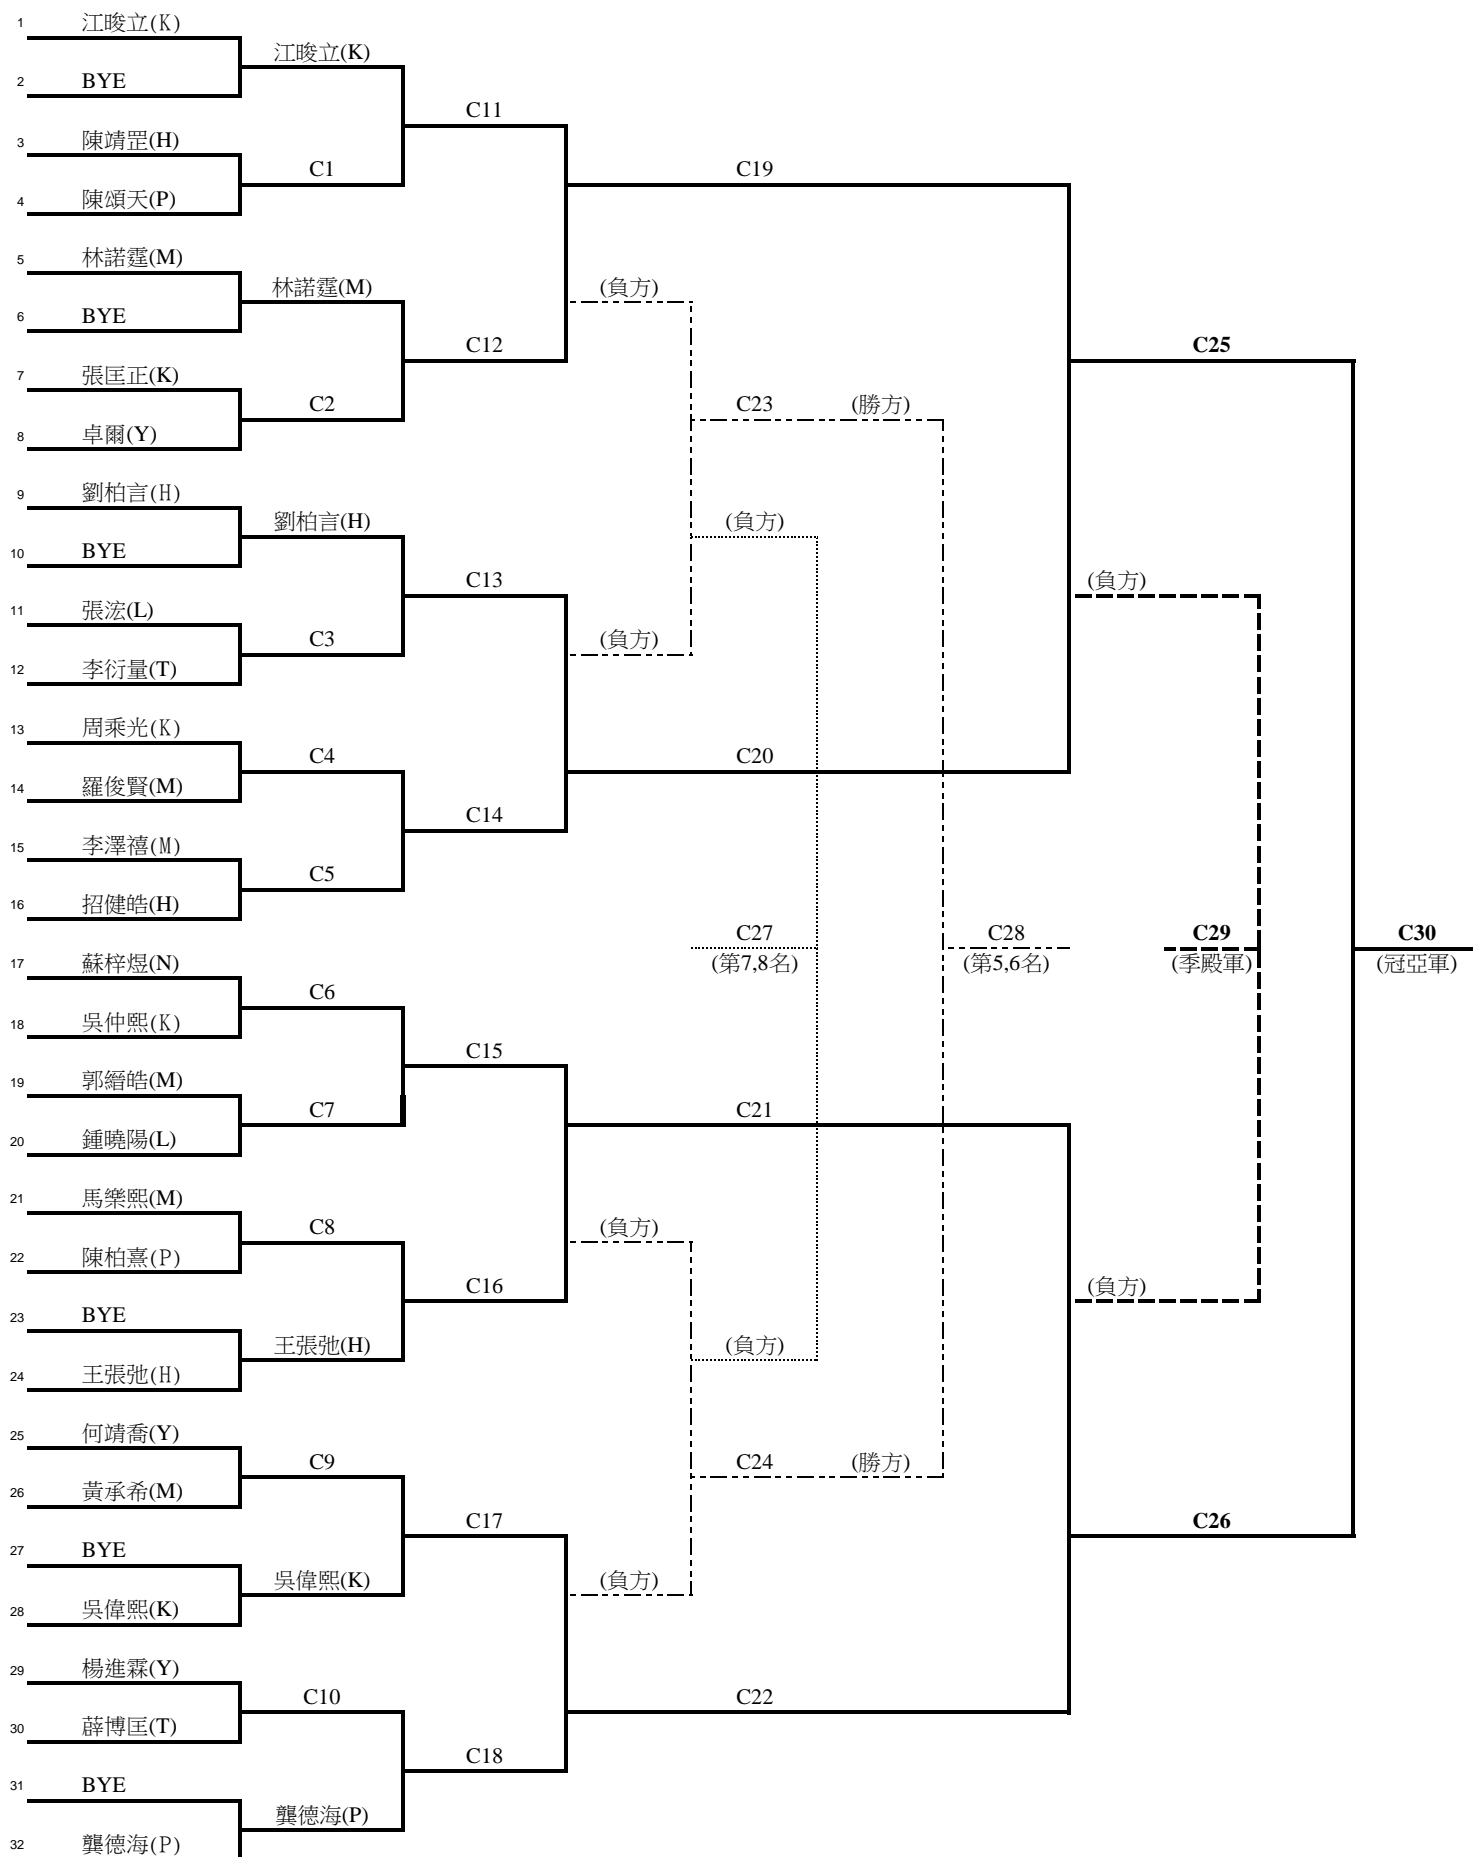 1 江晙立(K)
江晙立(K)
2 BYE
C11
3 陳靖罡(H)
C1
C19
4 陳頌天(P)
5 林諾霆(M)
林諾霆(M)
(負方)
6 BYE
C12
C25
7 張匡正(K)
C2
C23
(勝方)
8 卓爾(Y)
9 劉柏言(H)
劉柏言(H)
(負方)
10 BYE
C13
(負方)
11 張浤(L)
C3
(負方)
12 李衍量(T)
13 周乘光(K)
C4
C20
14 羅俊賢(M)
C14
15 李澤禧(M)
C5
16 招健皓(H)
C27
C28
C29
C30
17 蘇梓煜(N)
(第7,8名)
(第5,6名)
(季殿軍)
(冠亞軍)
C6
18 吳仲熙(K)
C15
19 郭縉皓(M)
C7
C21
20 鍾曉陽(L)
21 馬樂熙(M)
C8
(負方)
22 陳柏熹(P)
C16
(負方)
23 BYE
王張弛(H)
(負方)
24 王張弛(H)
25 何靖喬(Y)
C9
C24
(勝方)
26 黃承希(M)
C17
C26
27 BYE
吳偉熙(K)
(負方)
28 吳偉熙(K)
29 楊進霖(Y)
C10
C22
30 薜博匡(T)
C18
31 BYE
龔德海(P)
32 龔德海(P)